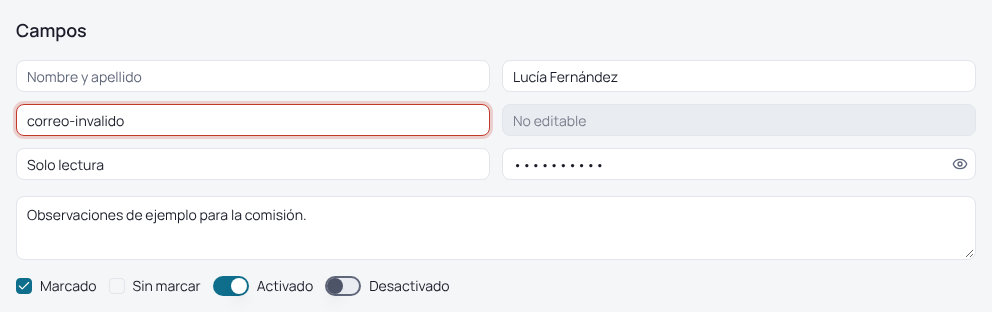 Campos
Nombre y apellido
Lucía Fernández
correo-invalido
No editable
Solo lectura
••••••••••
Observaciones de ejemplo para la comisión.
Marcado Sin marcar Activado Desactivado